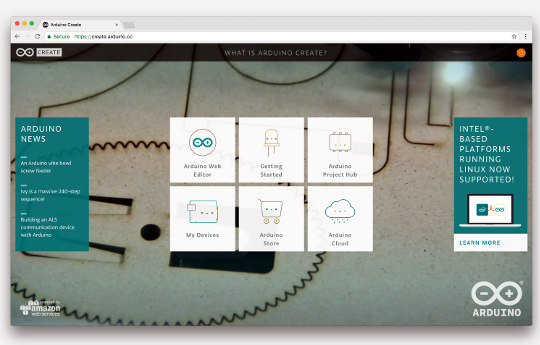 Arduino Create
Secure https://create.arduino.cc
CREATE
WHAT IS ARDUINO CREATE?
ARDUINO
NEWS
An Arduino vibe bowl
screw feeder
Ivy is a massive 240-step
sequencer
Building an ALS
communication device
with Arduino
Arduino Web
Editor
Getting
Started
Arduino
Project Hub
My Devices
Arduino
Store
Arduino
Cloud
INTEL®-
BASED
PLATFORMS
RUNNING
LINUX NOW
SUPPORTED!
LEARN MORE
powered by
amazon
web services
ARDUINO